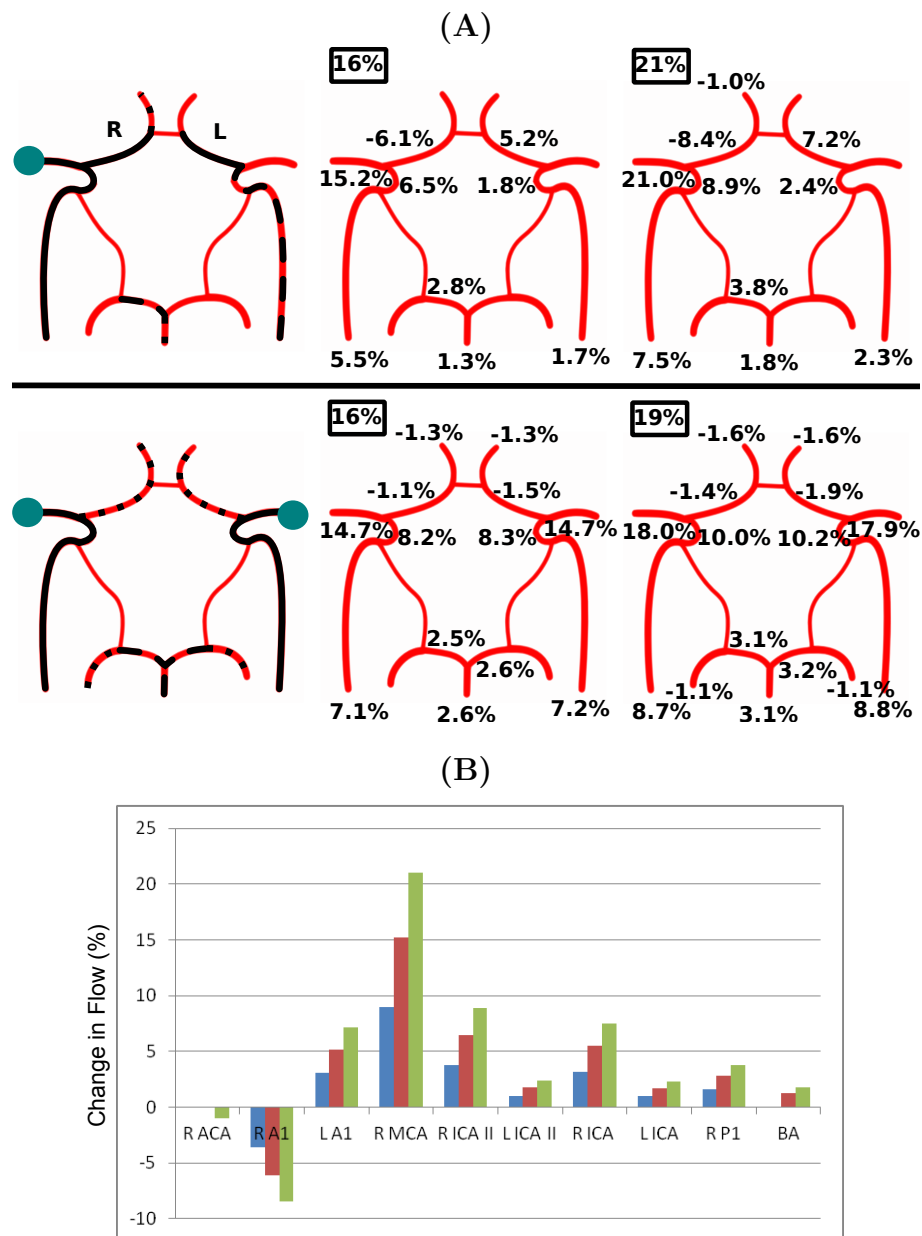 (A)
16% 21%
-1.0%
R L -6.1% 5.2% -8.4% 7.2%
15.2% 6.5% 1.8% 21.0% 8.9% 2.4%
2.8% 3.8%
5.5% 1.3% 1.7% 7.5% 1.8% 2.3%
16% 19%
-1.3% -1.3% -1.6% -1.6%
-1.1% -1.5% -1.4% -1.9%
14.7% 8.2% 8.3% 14.7% 18.0% 10.0% 10.2% 17.9%
2.5% 3.1%
2.6% 3.2%
-1.1% -1.1%
7.1% 2.6% 7.2% 8.7% 3.1% 8.8%
(B)
25
20
15
10
5
0
-5
-10
Change in Flow (%)
R ACA R A1 L A1 R MCA R ICA II L ICA II R ICA L ICA R P1 BA